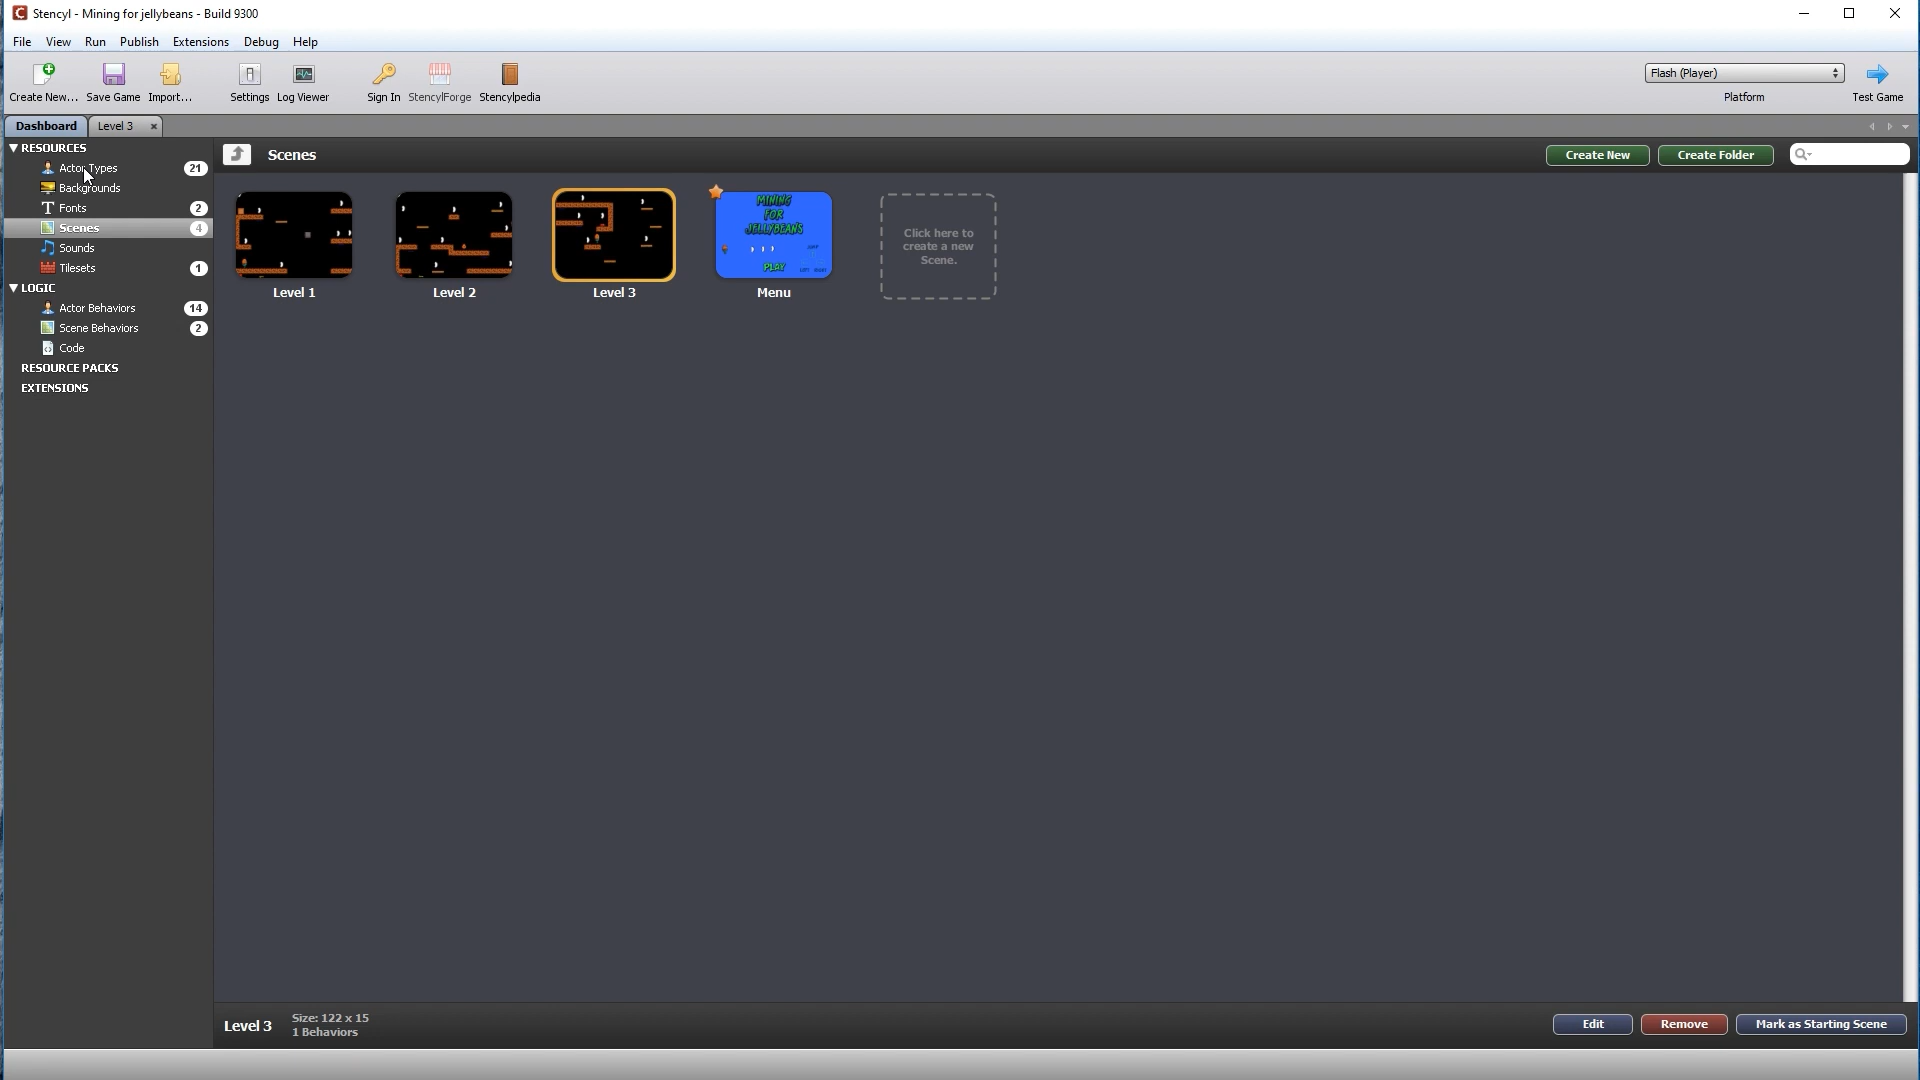 Stencyl - Mining for jellybeans - Build 9300
File View Run Publish Extensions Debug Help
Create New... Save Game Import... Settings Log Viewer Sign In StencylForge Stencylpedia
Flash (Player)
Platform
Test Game
Dashboard Level 3
RESOURCES
Actor Types 21
Backgrounds
Fonts 2
Scenes 4
Sounds
Tilesets 1
LOGIC
Actor Behaviors 14
Scene Behaviors 2
Code
RESOURCE PACKS
EXTENSIONS
Scenes
Create New
Create Folder
MINING
FOR
JELLYBEANS
JUMP
PLAY
Click here to
create a new
Scene.
Level 1
Level 2
Level 3
Menu
Level 3
Size: 122 x 15
1 Behaviors
Edit
Remove
Mark as Starting Scene